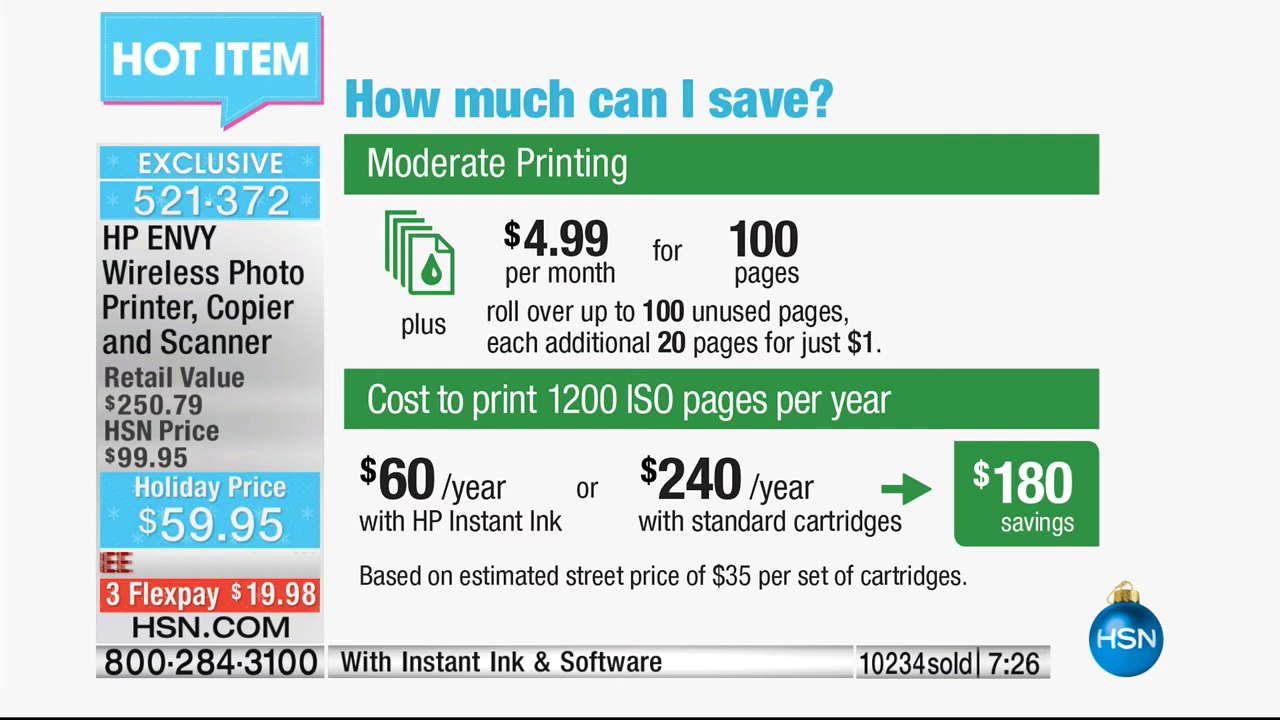 HOT ITEM
EXCLUSIVE
521·372
HP ENVY
Wireless Photo
Printer, Copier
and Scanner
Retail Value
$250.79
HSN Price
$99.95
Holiday Price
$59.95
3 Flexpay $19.98
HSN.COM
800·284·3100
How much can I save?
Moderate Printing
$4.99 per month for 100 pages
plus
roll over up to 100 unused pages,
each additional 20 pages for just $1.
Cost to print 1200 ISO pages per year
$60 /year or $240 /year
with HP Instant Ink
with standard cartridges
$180
savings
Based on estimated street price of $35 per set of cartridges.
HSN
With Instant Ink & Software
10234 sold | 7:26